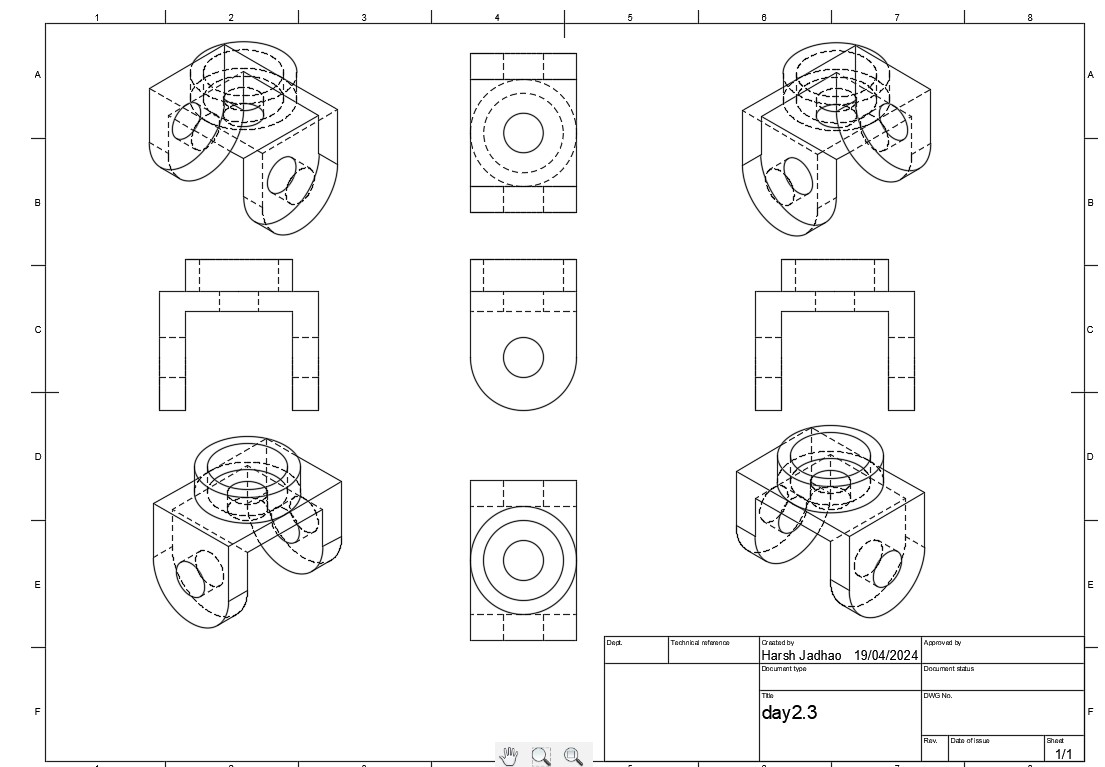 1 2 3 4 5 6 7 8
A A
B B
C C
D D
E E
F F
Dept. Technical reference Created by Approved by
Harsh Jadhao 19/04/2024
Document type Document status
Title DWG No.
day2.3
Rev. Date of issue Sheet
1/1